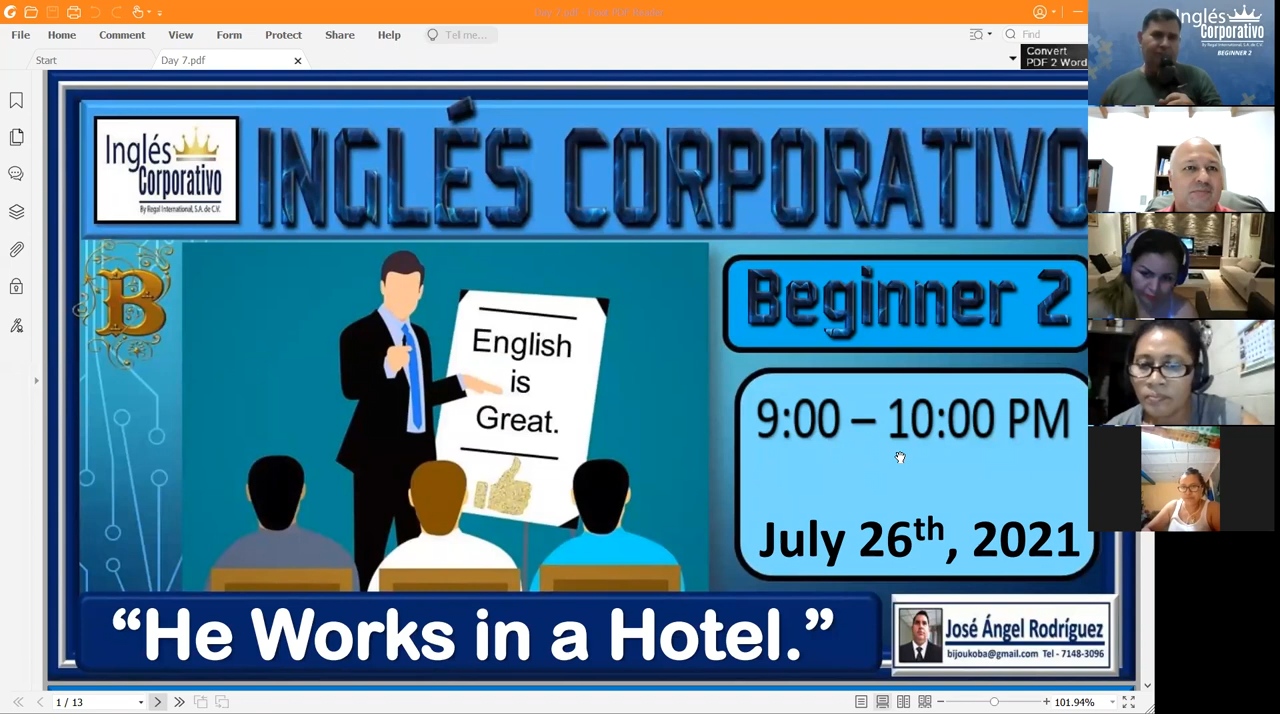 Day 7.pdf - Foxit PDF Reader
File Home Comment View Form Protect Share Help Tell me... Find
Start Day 7.pdf
Convert
PDF 2 Word
Inglés
Corporativo
BEGINNER 2
Inglés
Corporativo
By Regal International, S.A. de C.V.
INGLÉS CORPORATIVO
B
English
is
Great.
Beginner 2
9:00 – 10:00 PM
July 26th, 2021
“He Works in a Hotel.”
José Ángel Rodríguez
bijoukoba@gmail.com Tel - 7148-3096
1 / 13
101.94%